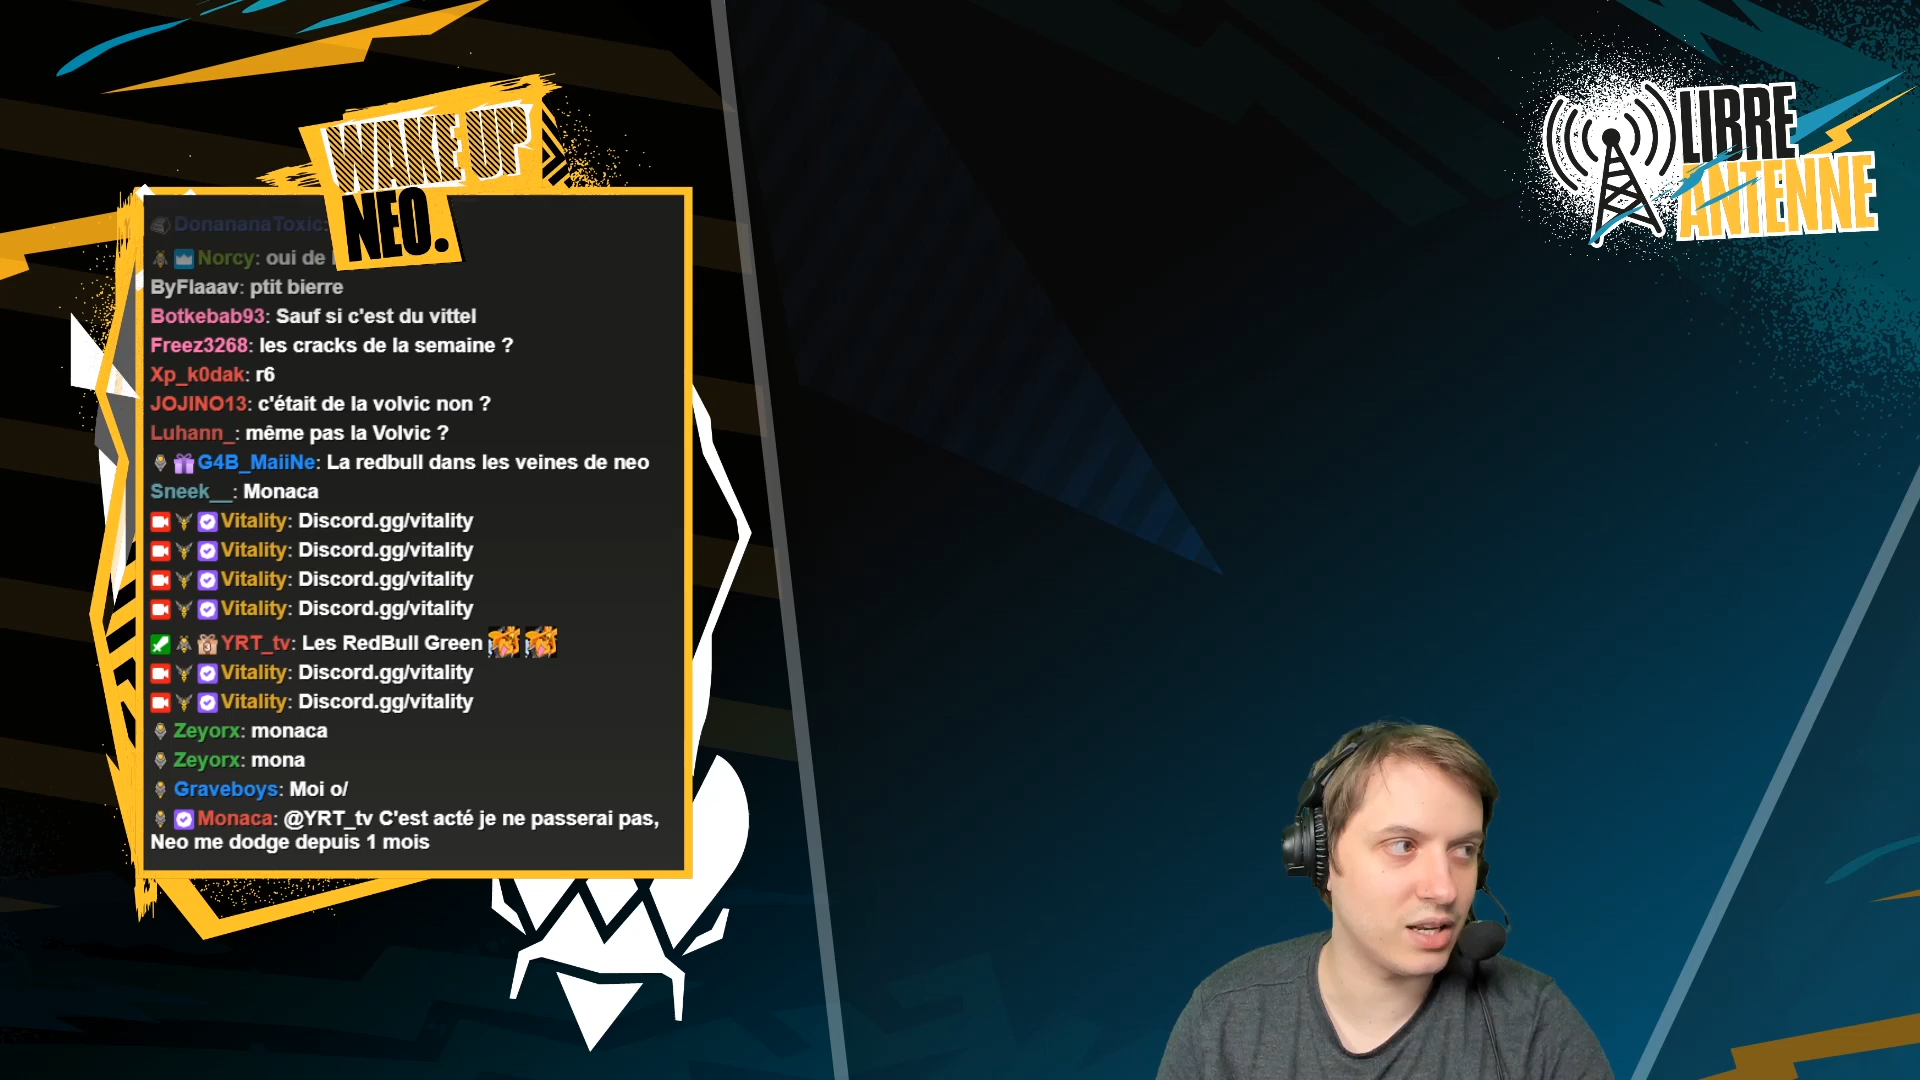 WAKE UP
NEO.
LIBRE
ANTENNE
DonananaToxic:
Norcy: oui de
ByFlaaav: ptit bierre
Botkebab93: Sauf si c'est du vittel
Freez3268: les cracks de la semaine ?
Xp_k0dak: r6
JOJINO13: c'était de la volvic non ?
Luhann_: même pas la Volvic ?
G4B_MaiiNe: La redbull dans les veines de neo
Sneek__: Monaca
Vitality: Discord.gg/vitality
Vitality: Discord.gg/vitality
Vitality: Discord.gg/vitality
Vitality: Discord.gg/vitality
YRT_tv: Les RedBull Green
Vitality: Discord.gg/vitality
Vitality: Discord.gg/vitality
Zeyorx: monaca
Zeyorx: mona
Graveboys: Moi o/
Monaca: @YRT_tv C'est acté je ne passerai pas,
Neo me dodge depuis 1 mois